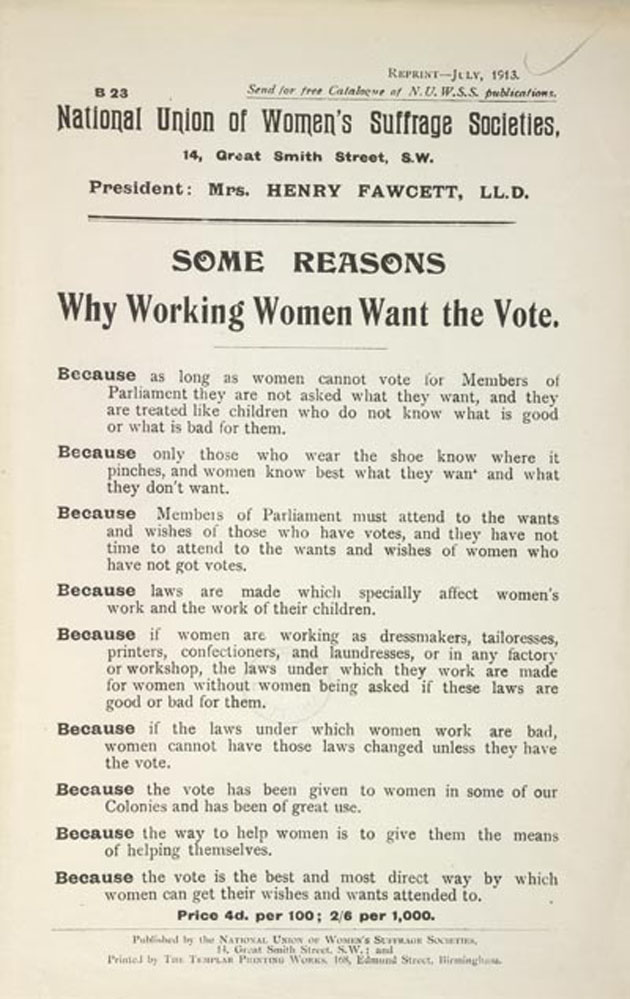 Reprint—July, 1913.
B 23
Send for free Catalogue of N.U.W.S.S. publications.
National Union of Women's Suffrage Societies,
14, Great Smith Street, S.W.
President: Mrs. HENRY FAWCETT, LL.D.
SOME REASONS
Why Working Women Want the Vote.
Because as long as women cannot vote for Members of
Parliament they are not asked what they want, and they
are treated like children who do not know what is good
or what is bad for them.
Because only those who wear the shoe know where it
pinches, and women know best what they want and what
they don't want.
Because Members of Parliament must attend to the wants
and wishes of those who have votes, and they have not
time to attend to the wants and wishes of women who
have not got votes.
Because laws are made which specially affect women's
work and the work of their children.
Because if women are working as dressmakers, tailoresses,
printers, confectioners, and laundresses, or in any factory
or workshop, the laws under which they work are made
for women without women being asked if these laws are
good or bad for them.
Because if the laws under which women work are bad,
women cannot have those laws changed unless they have
the vote.
Because the vote has been given to women in some of our
Colonies and has been of great use.
Because the way to help women is to give them the means
of helping themselves.
Because the vote is the best and most direct way by which
women can get their wishes and wants attended to.
Price 4d. per 100; 2/6 per 1,000.
Published by the National Union of Women's Suffrage Societies,
14, Great Smith Street, S.W.; and
Printed by The Templar Printing Works, 168, Edmund Street, Birmingham.